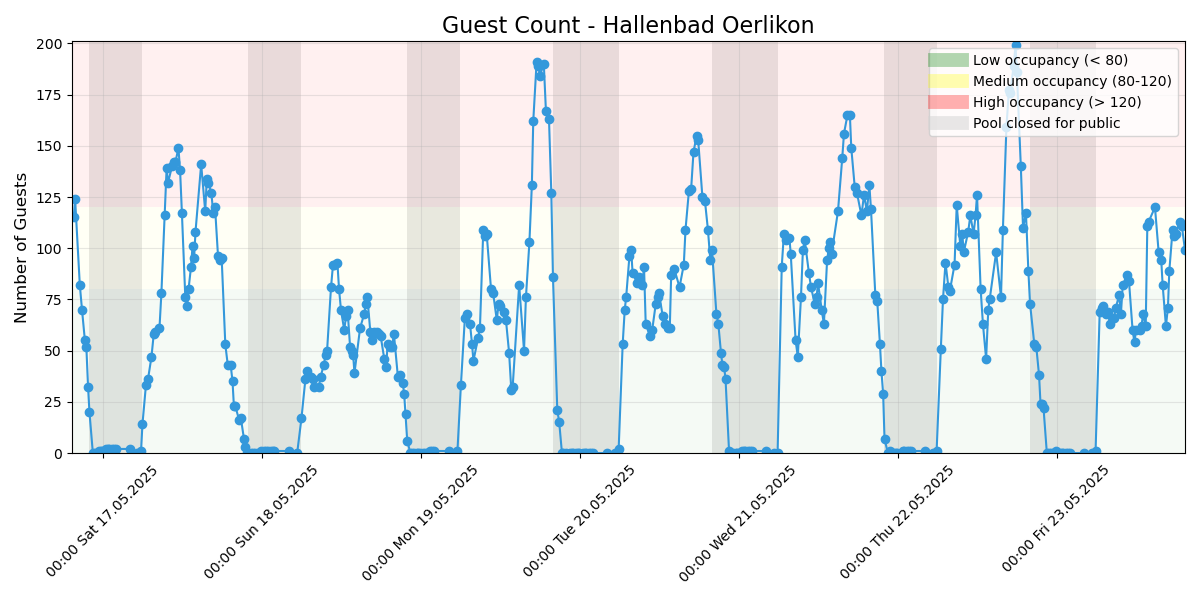 Guest Count - Hallenbad Oerlikon
Number of Guests
200
175
150
125
100
75
50
25
0
Low occupancy (< 80)
Medium occupancy (80-120)
High occupancy (> 120)
Pool closed for public
00:00 Sat 17.05.2025
00:00 Sun 18.05.2025
00:00 Mon 19.05.2025
00:00 Tue 20.05.2025
00:00 Wed 21.05.2025
00:00 Thu 22.05.2025
00:00 Fri 23.05.2025